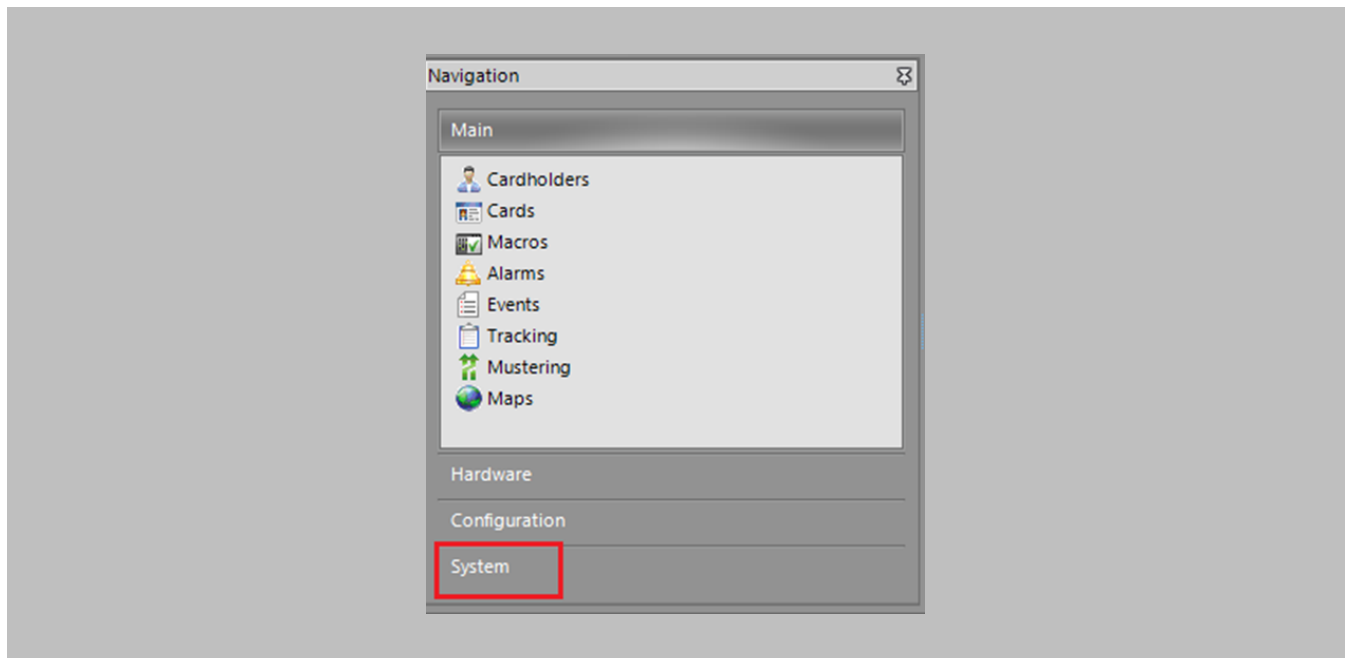 Navigation
Main
Cardholders
Cards
Macros
Alarms
Events
Tracking
Mustering
Maps
Hardware
Configuration
System